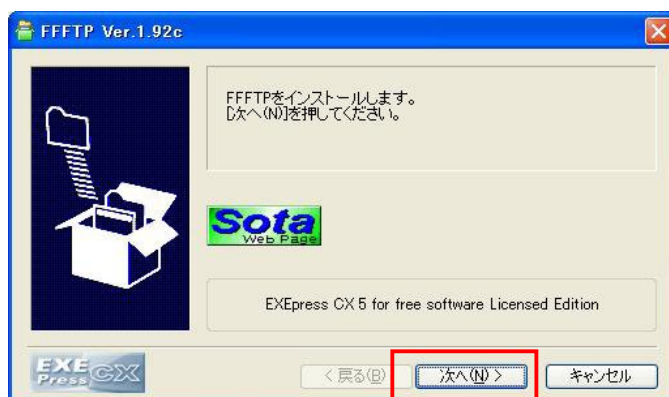 FFFTP Ver.1.92c
FFFTPをインストールします。
[次へ(N)]を押してください。
Sota
Web Page
EXEpress CX 5 for free software Licensed Edition
EXE
Press CX
< 戻る(B)
次へ(N) >
キャンセル